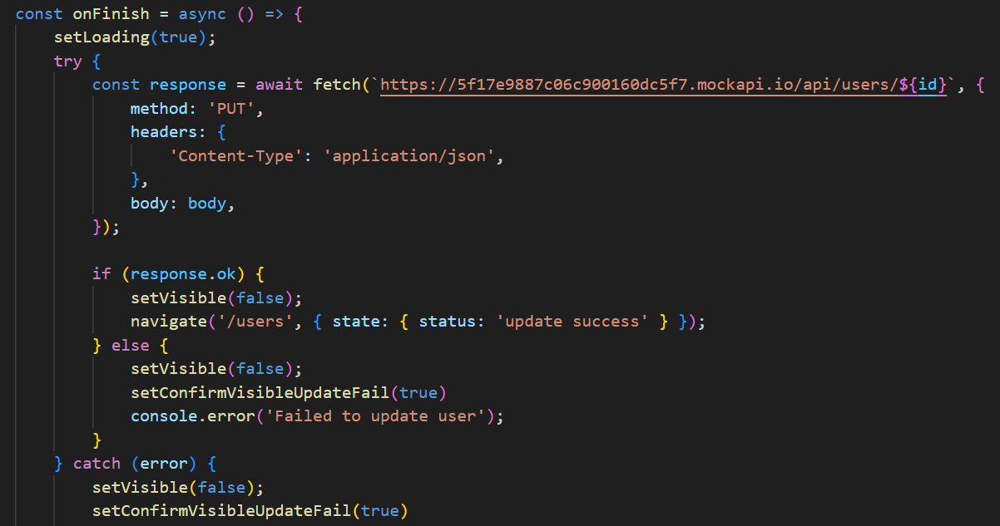 const onFinish = async () => {
    setLoading(true);
    try {
        const response = await fetch(`https://5f17e9887c06c900160dc5f7.mockapi.io/api/users/${id}`, {
            method: 'PUT',
            headers: {
                'Content-Type': 'application/json',
            },
            body: body,
        });

        if (response.ok) {
            setVisible(false);
            navigate('/users', { state: { status: 'update success' } });
        } else {
            setVisible(false);
            setConfirmVisibleUpdateFail(true)
            console.error('Failed to update user');
        }
    } catch (error) {
        setVisible(false);
        setConfirmVisibleUpdateFail(true)